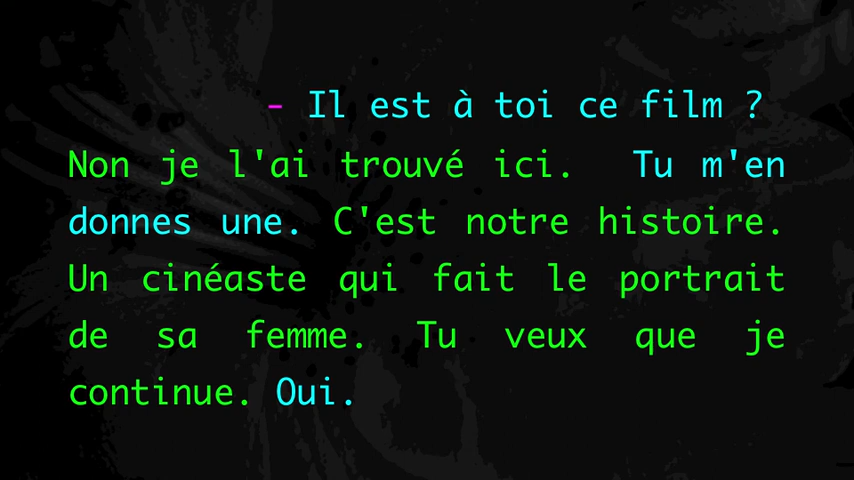 - Il est à toi ce film ?
Non je l'ai trouvé ici. Tu m'en
donnes une. C'est notre histoire.
Un cinéaste qui fait le portrait
de sa femme. Tu veux que je
continue. Oui.